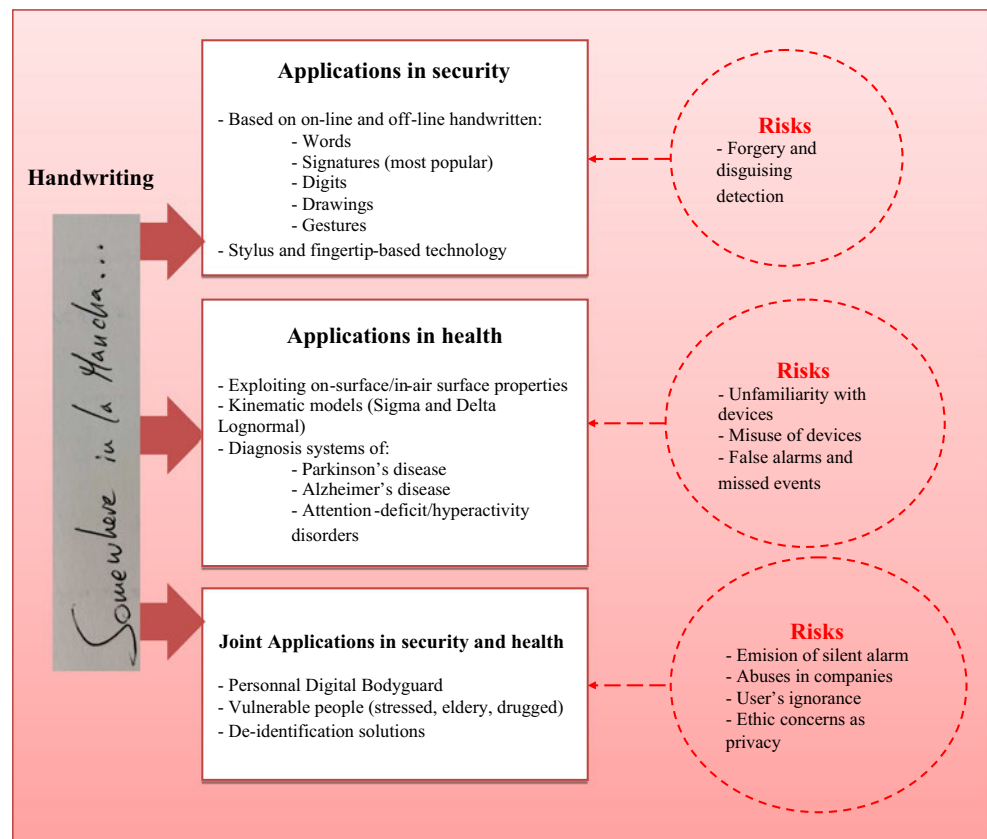 Handwriting
Somewhere in la Mancha...
Applications in security
- Based on on-line and off-line handwritten:
- Words
- Signatures (most popular)
- Digits
- Drawings
- Gestures
- Stylus and fingertip-based technology
Risks
- Forgery and
disguising
detection
Applications in health
- Exploiting on-surface/in-air surface properties
- Kinematic models (Sigma and Delta
Lognormal)
- Diagnosis systems of:
- Parkinson's disease
- Alzheimer's disease
- Attention-deficit/hyperactivity
disorders
Risks
- Unfamiliarity with
devices
- Misuse of devices
- False alarms and
missed events
Joint Applications in security and health
- Personnal Digital Bodyguard
- Vulnerable people (stressed, eldery, drugged)
- De-identification solutions
Risks
- Emision of silent alarm
- Abuses in companies
- User's ignorance
- Ethic concerns as
privacy